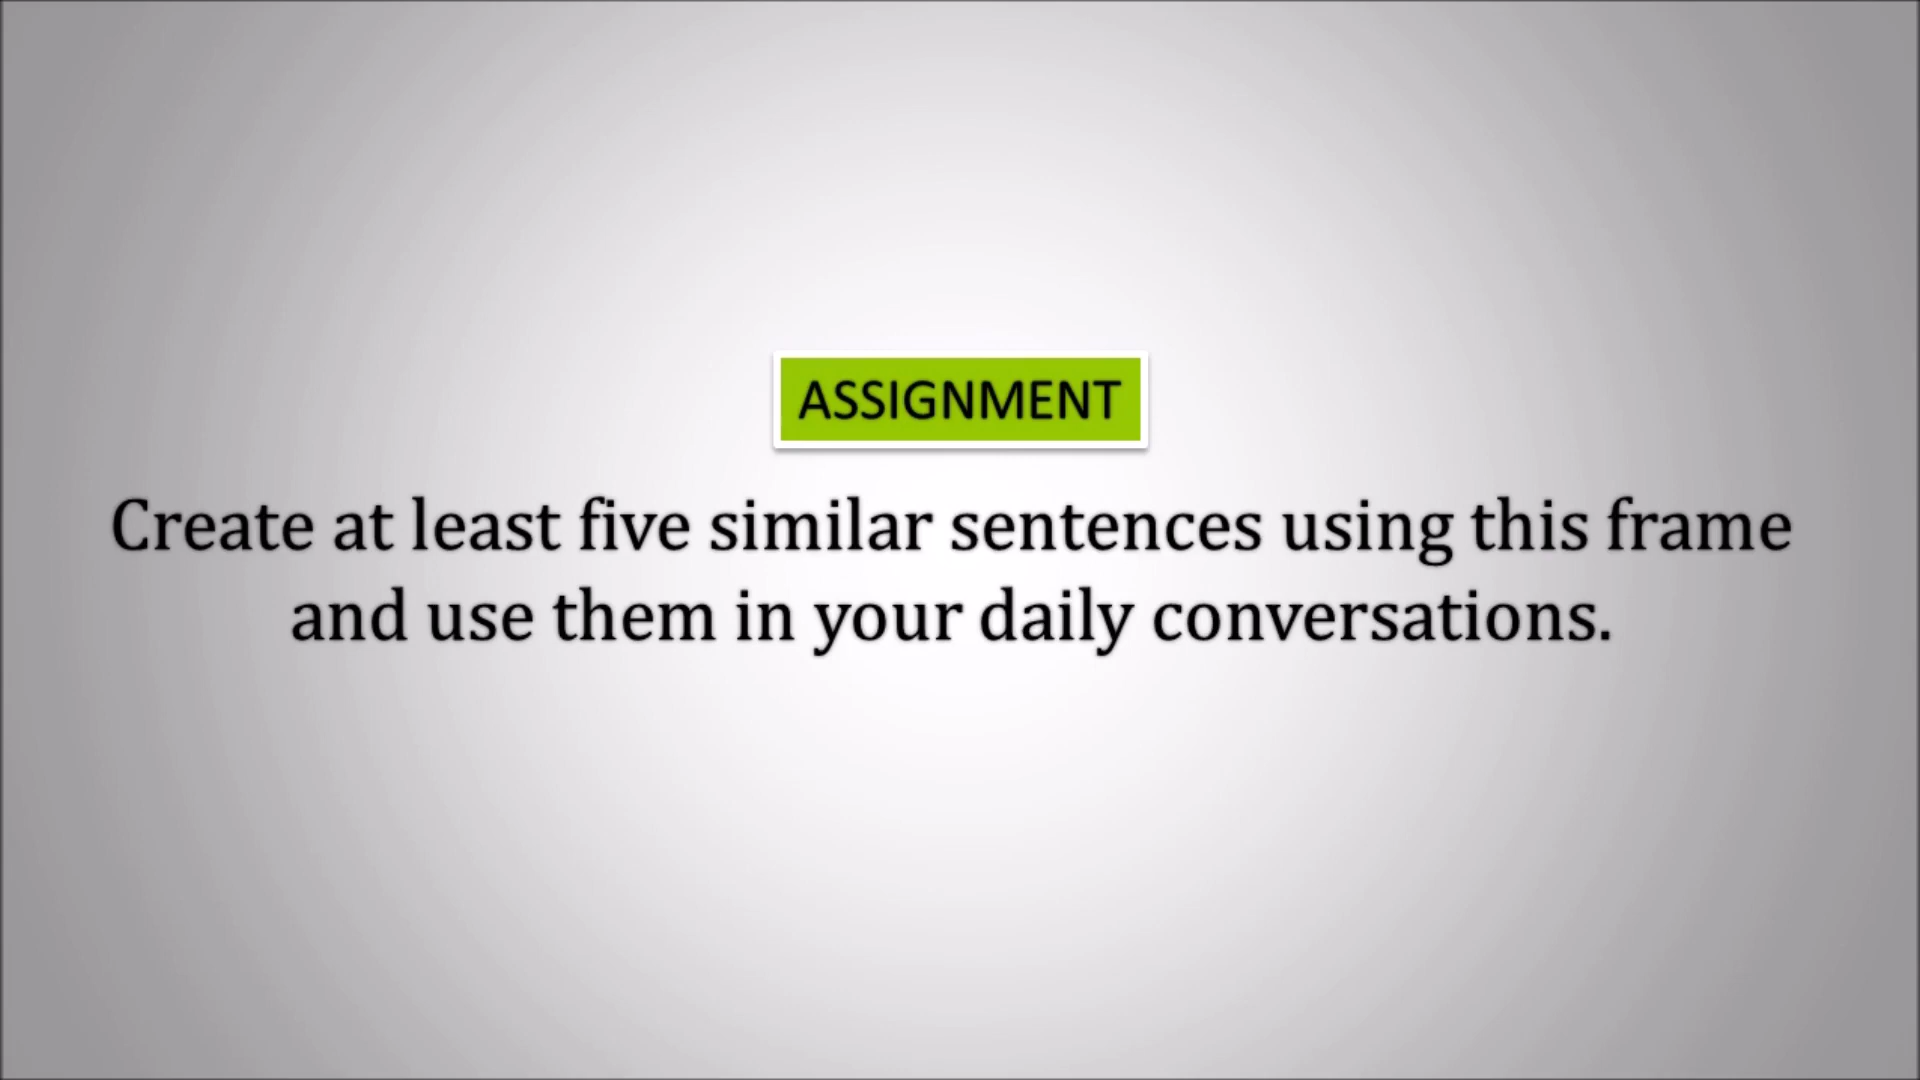 ASSIGNMENT
Create at least five similar sentences using this frame
and use them in your daily conversations.